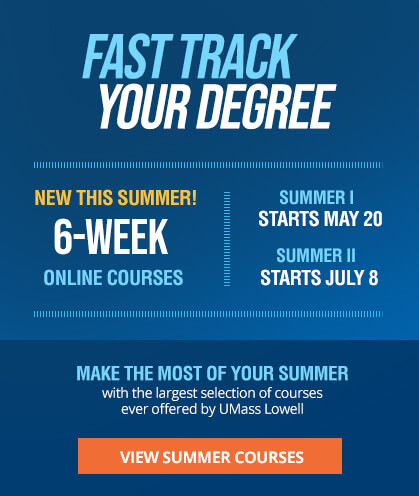 FAST TRACK
YOUR DEGREE
NEW THIS SUMMER!
6-WEEK
ONLINE COURSES
SUMMER I
STARTS MAY 20
SUMMER II
STARTS JULY 8
MAKE THE MOST OF YOUR SUMMER
with the largest selection of courses
ever offered by UMass Lowell
VIEW SUMMER COURSES